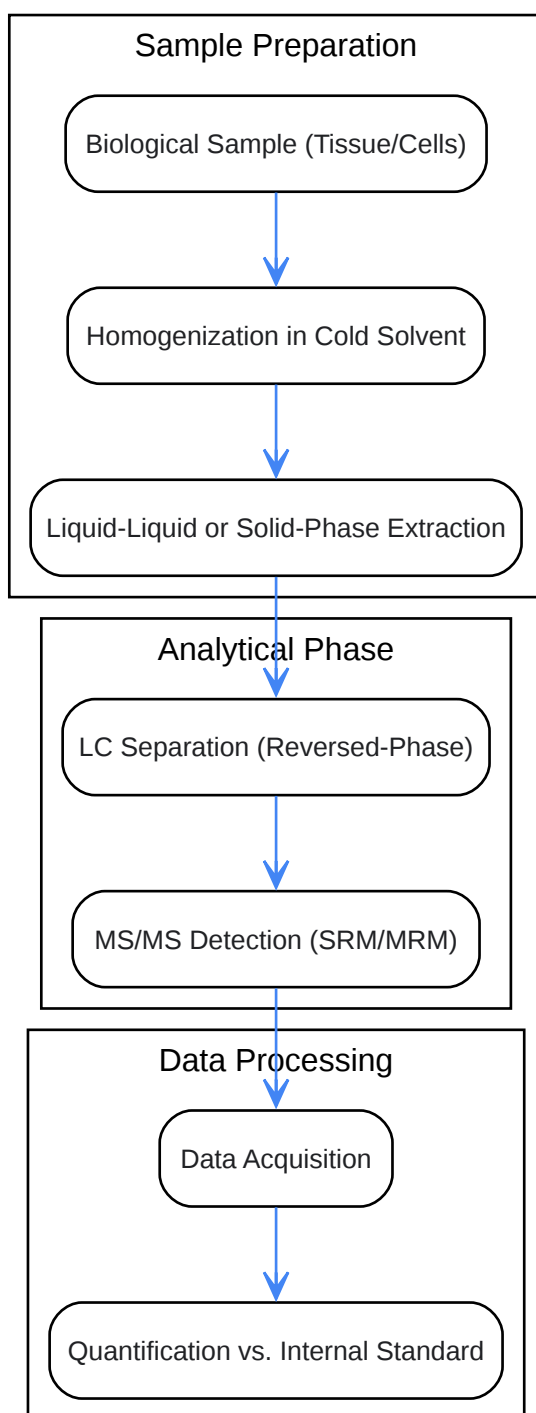 Sample Preparation
Biological Sample (Tissue/Cells)
Homogenization in Cold Solvent
Liquid-Liquid or Solid-Phase Extraction
Analytical Phase
LC Separation (Reversed-Phase)
MS/MS Detection (SRM/MRM)
Data Processing
Data Acquisition
Quantification vs. Internal Standard